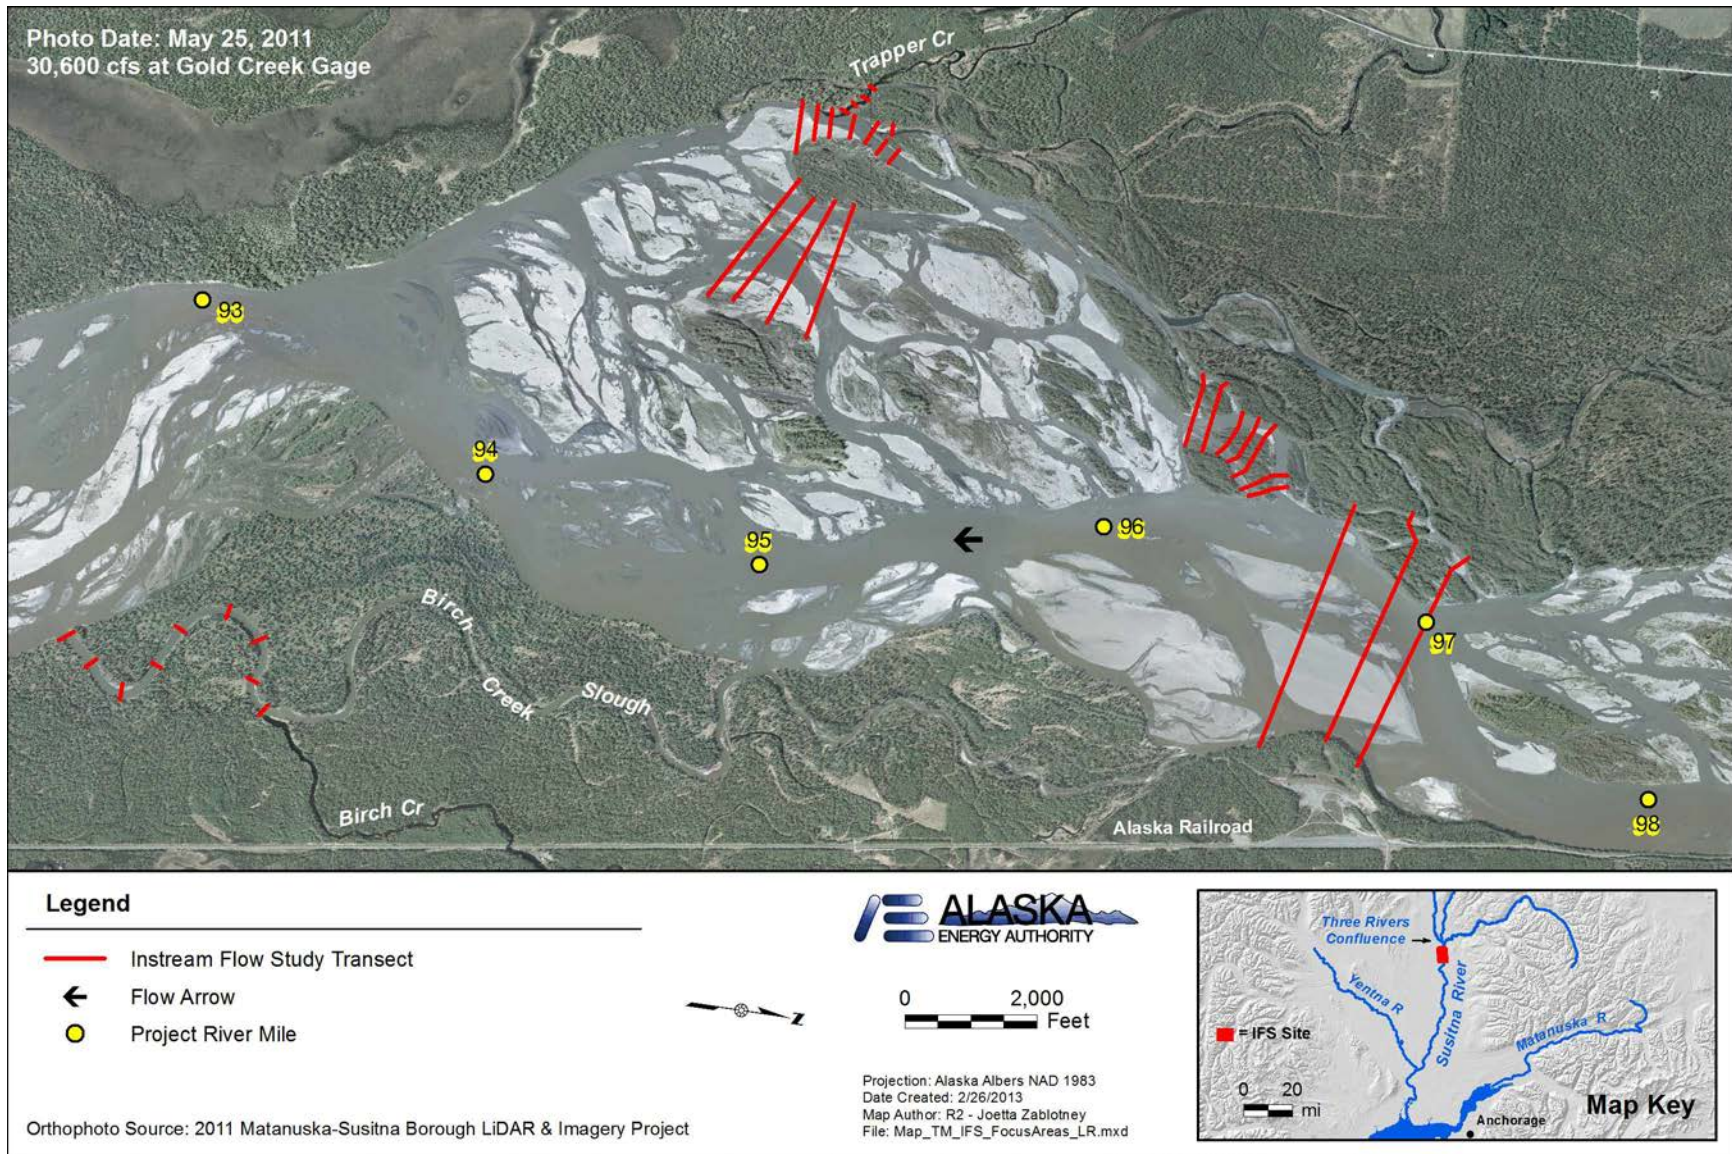 Photo Date: May 25, 2011
30,600 cfs at Gold Creek Gage
Trapper Cr
93
94
95
96
97
98
Birch
Creek
Slough
Birch Cr
Alaska Railroad
Legend
Instream Flow Study Transect
Flow Arrow
Project River Mile
Orthophoto Source: 2011 Matanuska-Susitna Borough LiDAR & Imagery Project
ALASKA
ENERGY AUTHORITY
Z
0 2,000
Feet
Projection: Alaska Albers NAD 1983
Date Created: 2/26/2013
Map Author: R2 - Joetta Zablotney
File: Map_TM_IFS_FocusAreas_LR.mxd
Three Rivers
Confluence
Yentna R
Susitna River
Matanuska R
= IFS Site
0 20
mi
Anchorage
Map Key